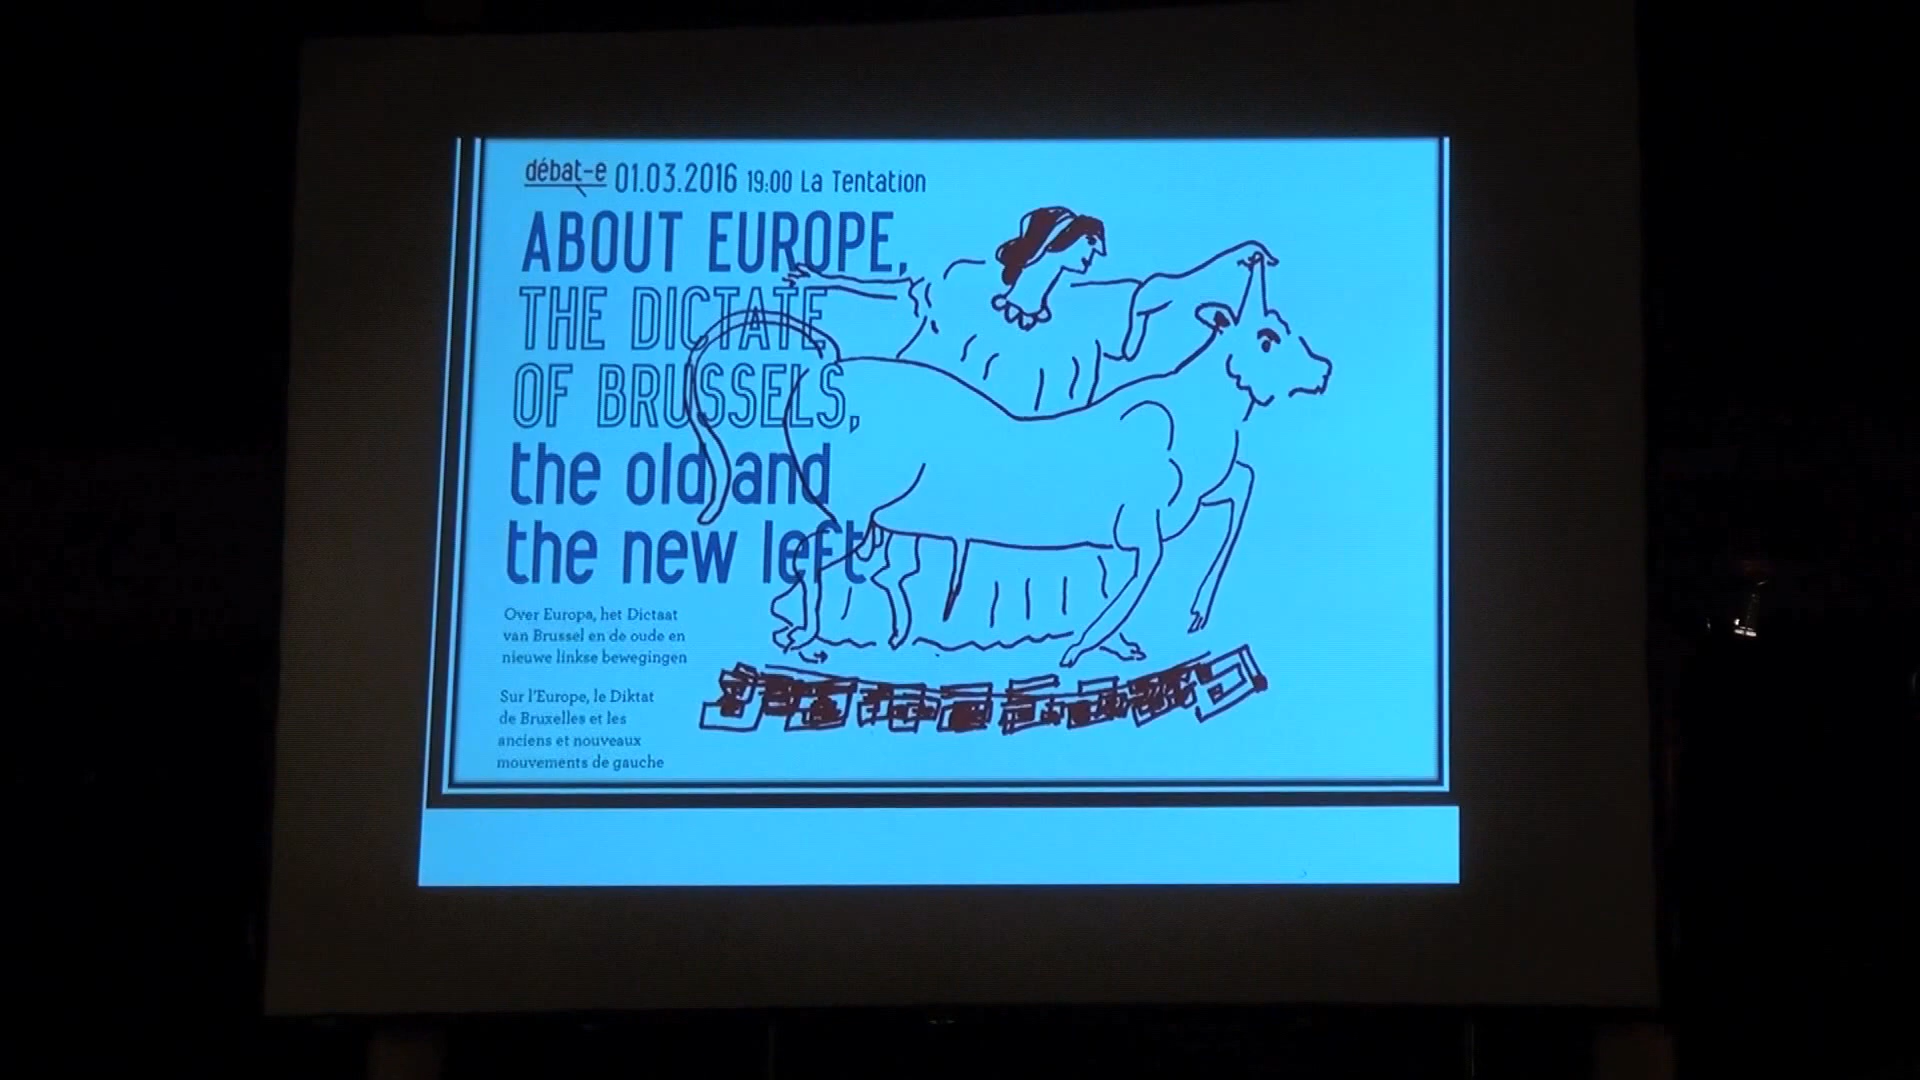 débat-e 01.03.2016 19:00 La Tentation
ABOUT EUROPE,
THE DICTATE
OF BRUSSELS,
the old and
the new left
Over Europa, het Dictaat
van Brussel en de oude en
nieuwe linkse bewegingen
Sur l'Europe, le Diktat
de Bruxelles et les
anciens et nouveaux
mouvements de gauche